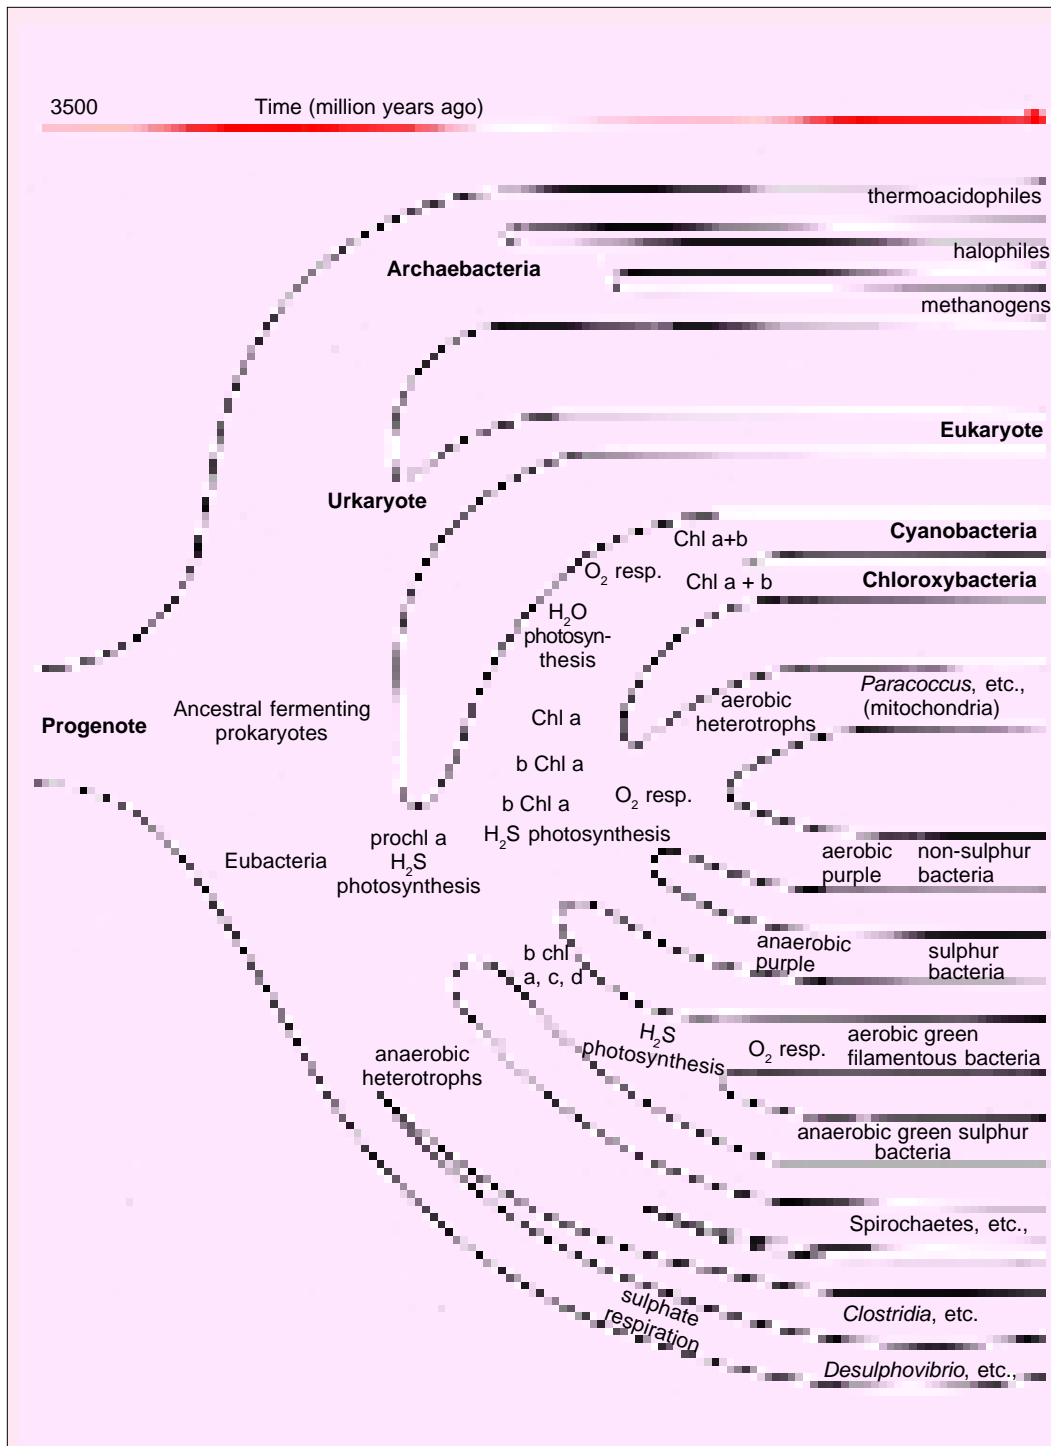 3500 Time (million years ago)
thermoacidophiles
halophiles
Archaebacteria
methanogens
Eukaryote
Urkaryote
Cyanobacteria
Chl a+b
O₂ resp.
Chl a + b
Chloroxybacteria
H₂O
photosyn-
thesis
Paracoccus, etc.,
(mitochondria)
aerobic
heterotrophs
Chl a
Ancestral fermenting
prokaryotes
Progenote
b Chl a
b Chl a
O₂ resp.
H₂S photosynthesis
prochl a
H₂S
photosynthesis
Eubacteria
aerobic
purple
non-sulphur
bacteria
anaerobic
purple
sulphur
bacteria
b chl
a, c, d
H₂S
photosynthesis
O₂ resp.
aerobic green
filamentous bacteria
anaerobic
heterotrophs
anaerobic green sulphur
bacteria
Spirochaetes, etc.,
sulphate
respiration
Clostridia, etc.
Desulphovibrio, etc.,